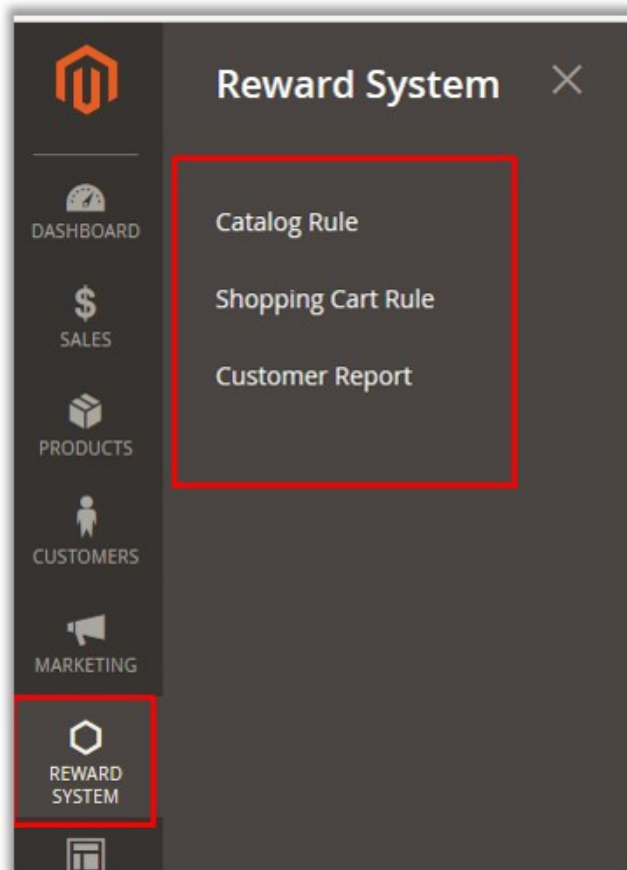 Reward System
DASHBOARD
SALES
PRODUCTS
CUSTOMERS
MARKETING
REWARD
SYSTEM
Catalog Rule
Shopping Cart Rule
Customer Report